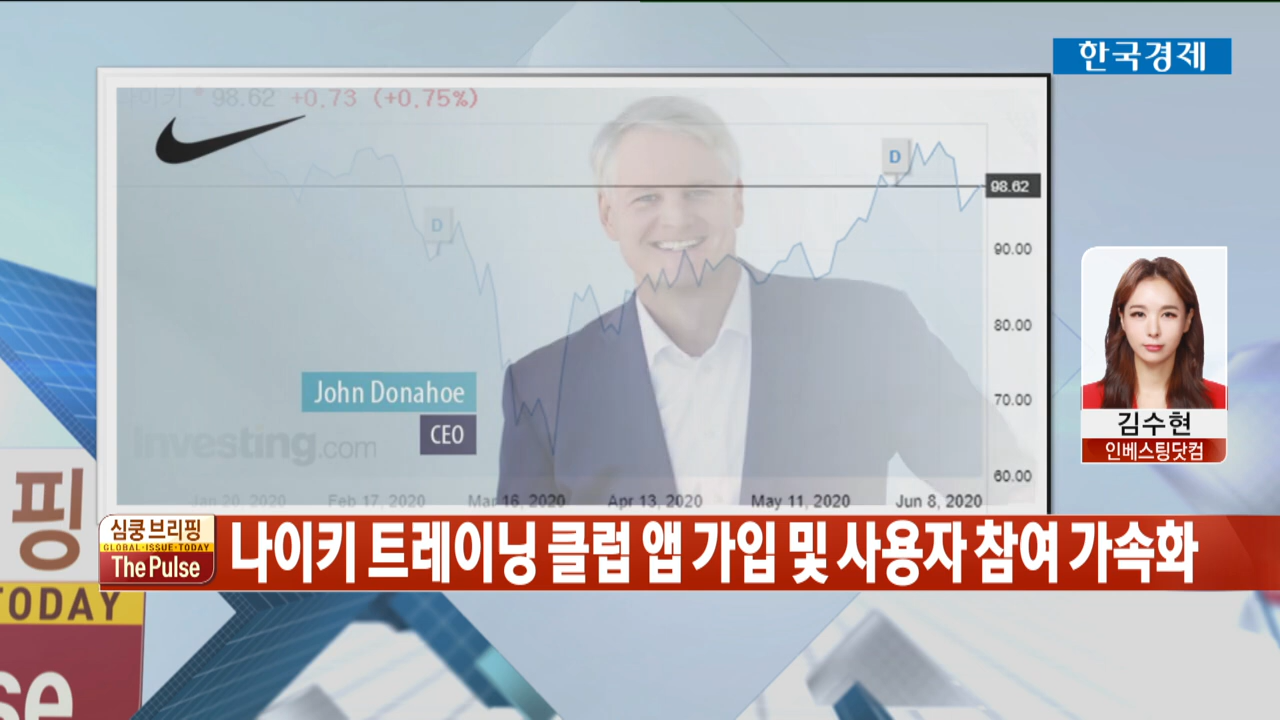 한국경제
나이키 98.62 +0.73 (+0.75%)
D
D
98.62
90.00
80.00
70.00
60.00
John Donahoe
CEO
Investing.com
Jan 20, 2020 Feb 17, 2020 Mar 16, 2020 Apr 13, 2020 May 11, 2020 Jun 8, 2020
김수현
인베스팅닷컴
심쿵 브리핑
GLOBAL·ISSUE·TODAY
The Pulse
나이키 트레이닝 클럽 앱 가입 및 사용자 참여 가속화
핑
TODAY
se